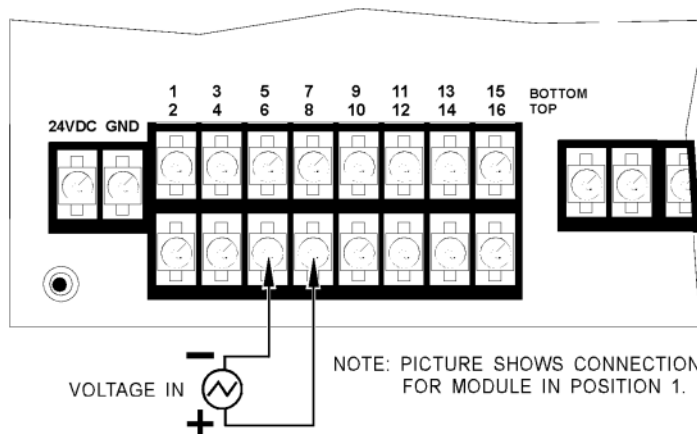 1 3 5 7 9 11 13 15 BOTTOM
2 4 6 8 10 12 14 16 TOP
24VDC GND
VOLTAGE IN
− +
NOTE: PICTURE SHOWS CONNECTION
FOR MODULE IN POSITION 1.